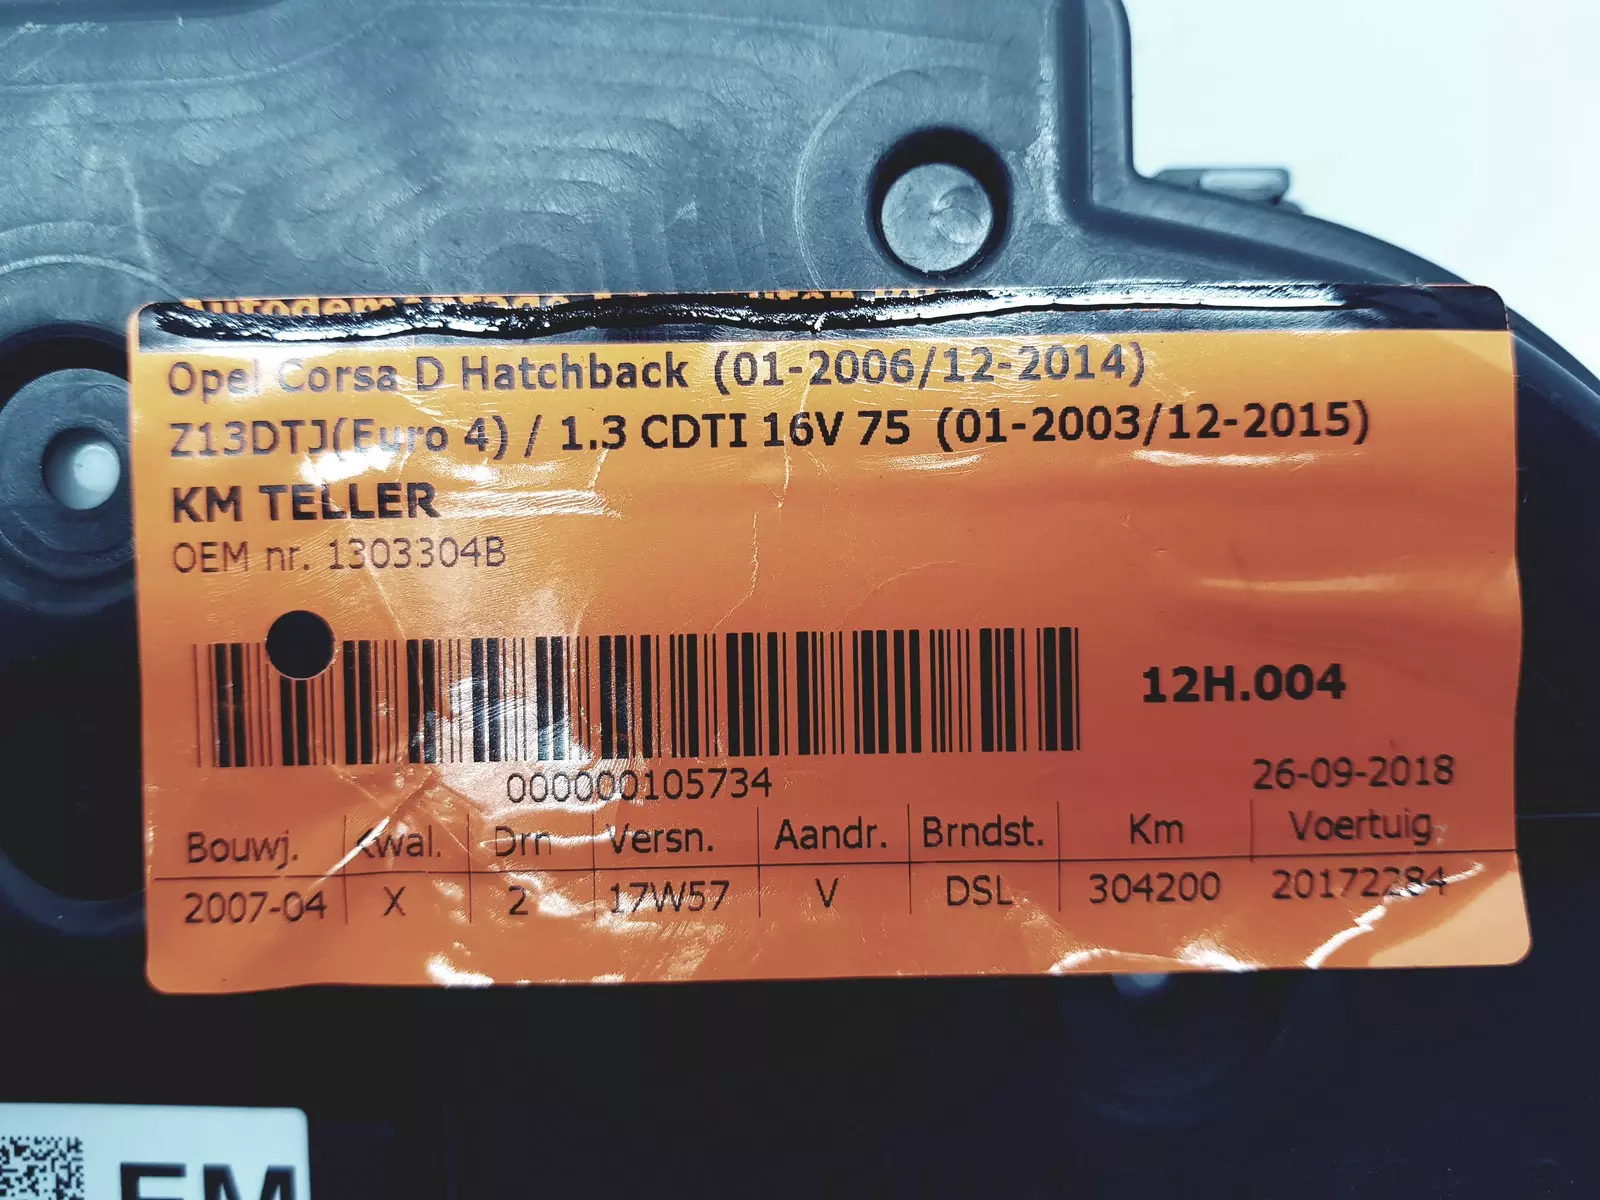 Autodemontage
Opel Corsa D Hatchback (01-2006/12-2014)
Z13DTJ(Euro 4) / 1.3 CDTI 16V 75 (01-2003/12-2015)
KM TELLER
OEM nr. 1303304B
12H.004
000000105734
26-09-2018
Bouwj. Kwal. Drn Versn. Aandr. Brndst. Km Voertuig
2007-04 X 2 17W57 V DSL 304200 20172284
EM